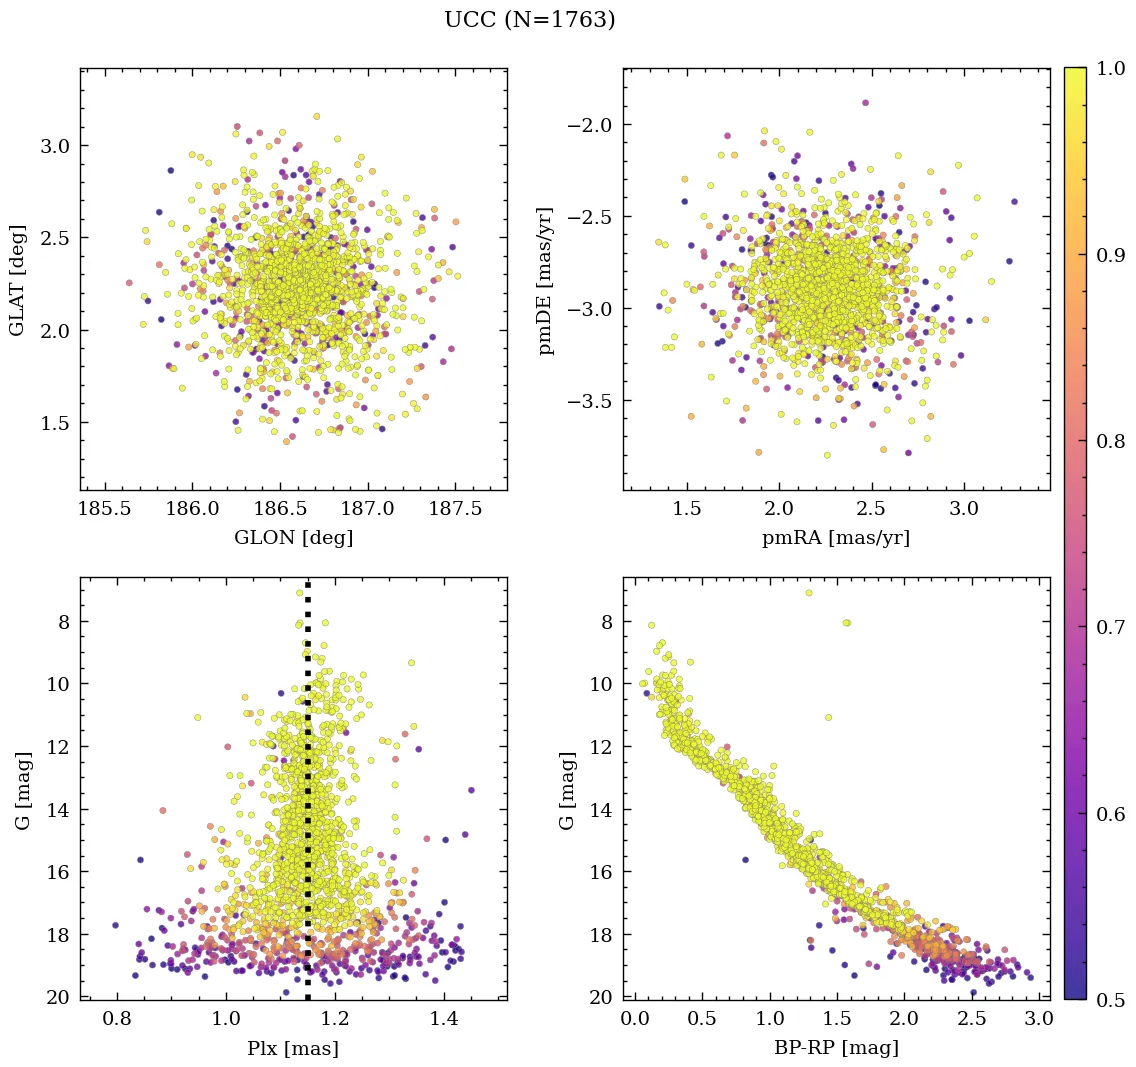 UCC (N=1763)
3.0
2.5
2.0
1.5
GLAT [deg]
185.5 186.0 186.5 187.0 187.5
GLON [deg]
−2.0
−2.5
−3.0
−3.5
pmDE [mas/yr]
1.5 2.0 2.5 3.0
pmRA [mas/yr]
8
10
12
14
16
18
20
G [mag]
0.8 1.0 1.2 1.4
Plx [mas]
8
10
12
14
16
18
20
G [mag]
0.0 0.5 1.0 1.5 2.0 2.5 3.0
BP-RP [mag]
1.0
0.9
0.8
0.7
0.6
0.5